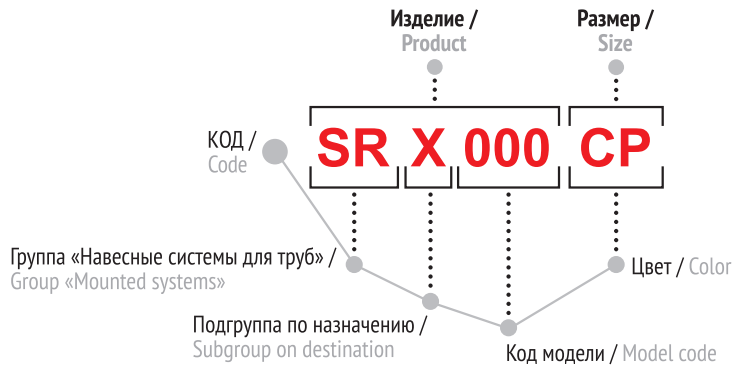 Изделие /
Product
Размер /
Size
КОД /
Code
SR X 000 CP
Группа «Навесные системы для труб» /
Group «Mounted systems»
Цвет / Color
Подгруппа по назначению /
Subgroup on destination
Код модели / Model code